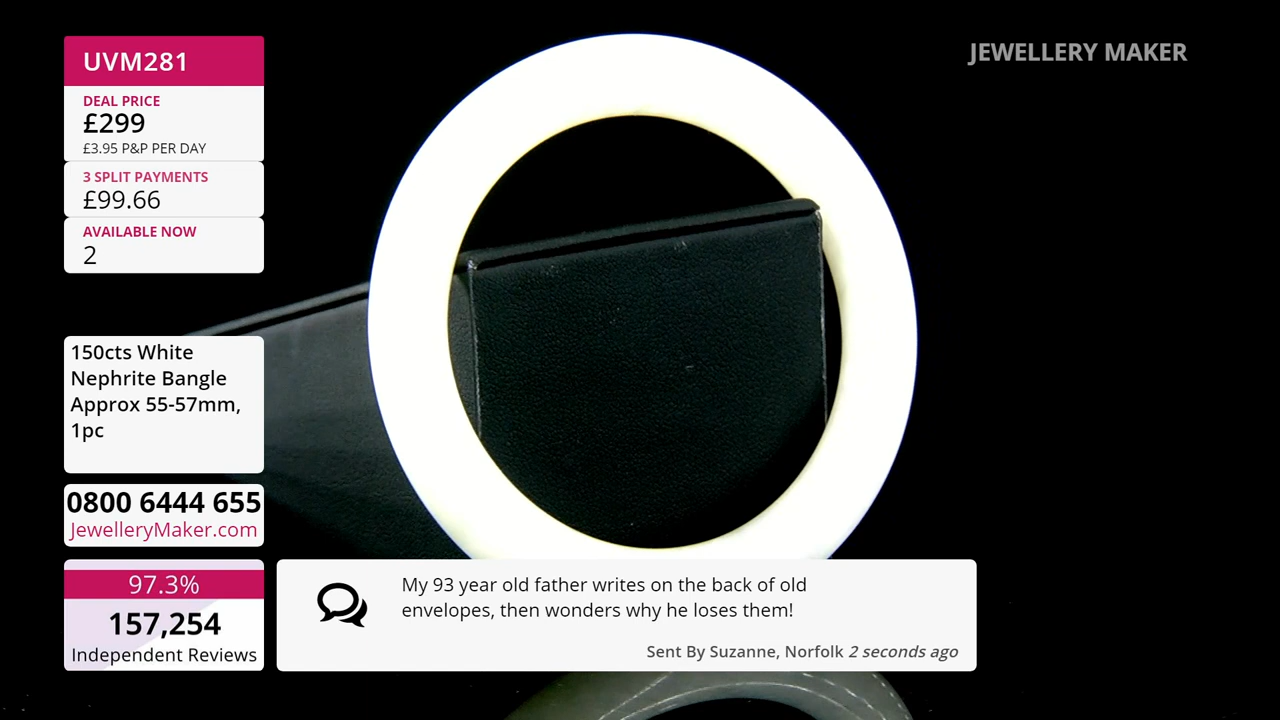 UVM281
DEAL PRICE
£299
£3.95 P&P PER DAY
3 SPLIT PAYMENTS
£99.66
AVAILABLE NOW
2
150cts White
Nephrite Bangle
Approx 55-57mm,
1pc
0800 6444 655
JewelleryMaker.com
97.3%
157,254
Independent Reviews
JEWELLERY MAKER
My 93 year old father writes on the back of old
envelopes, then wonders why he loses them!
Sent By Suzanne, Norfolk 2 seconds ago